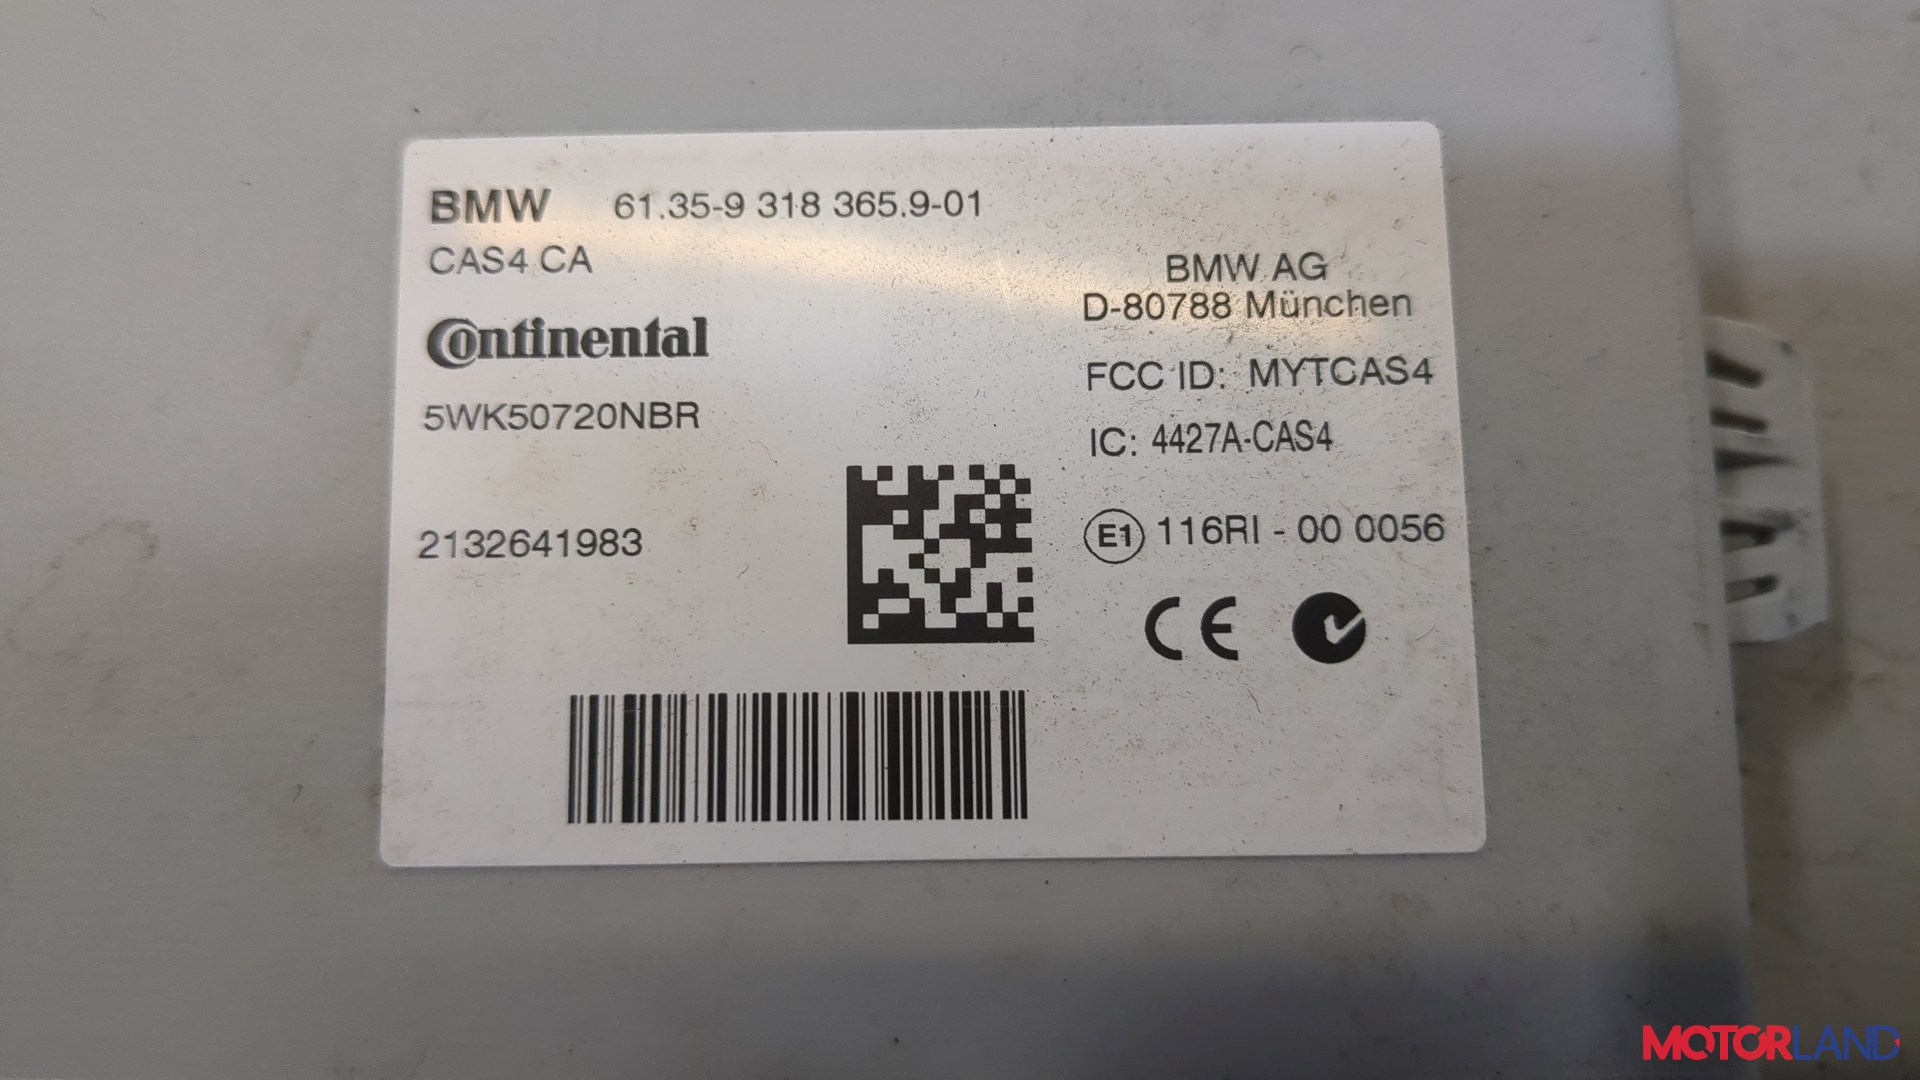 BMW 61.35-9 318 365.9-01
CAS4 CA
Continental
5WK50720NBR
2132641983
BMW AG
D-80788 München
FCC ID: MYTCAS4
IC: 4427A-CAS4
E1 116RI - 00 0056
CE
MOTORLAND